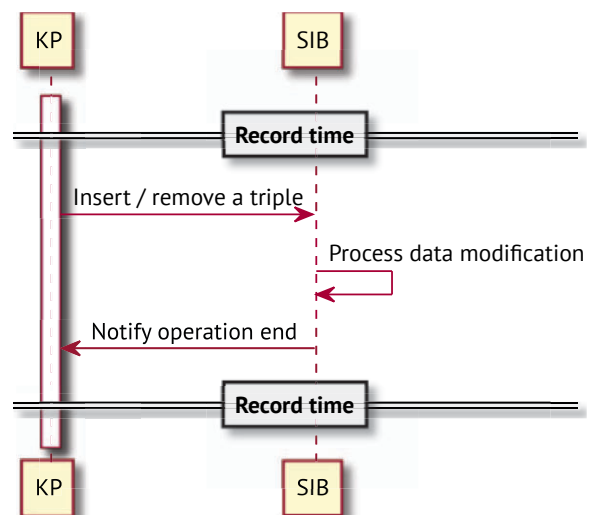 KP
SIB
Record time
Insert / remove a triple
Process data modification
Notify operation end
Record time
KP
SIB